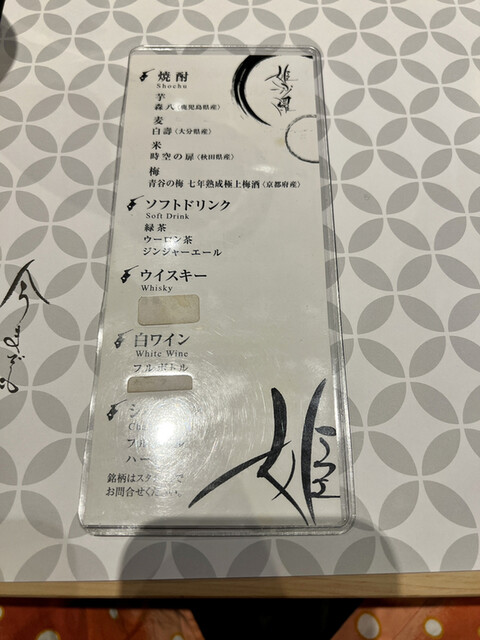 焼酎
Shochu
芋
森八〈鹿児島県産〉
麦
白壽〈大分県産〉
米
時空の扉〈秋田県産〉
梅
青谷の梅 七年熟成極上梅酒〈京都府産〉
ソフトドリンク
Soft Drink
緑茶
ウーロン茶
ジンジャーエール
ウイスキー
Whisky
白ワイン
White Wine
フルボトル
銘柄はスタッフまで
お問合せください。